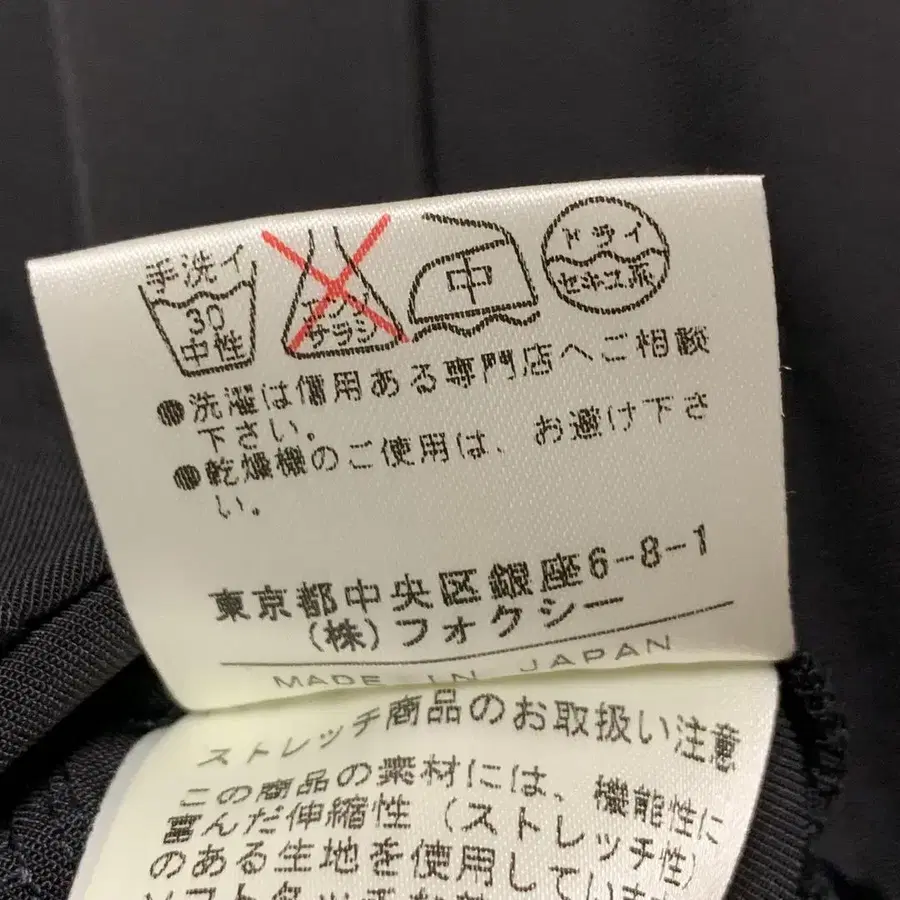 手洗イ
30
中性
エンソ
サラシ
中
ドライ
セキユ系
●洗濯は信用ある専門店へご相談
下さい。
●乾燥機のご使用は、お避け下さ
い。
東京都中央区銀座6-8-1
(株)フォクシー
MADE IN JAPAN
ストレッチ商品のお取扱い注意
この商品の素材には、機能性に
富んだ伸縮性(ストレッチ性)
のある生地を使用しています